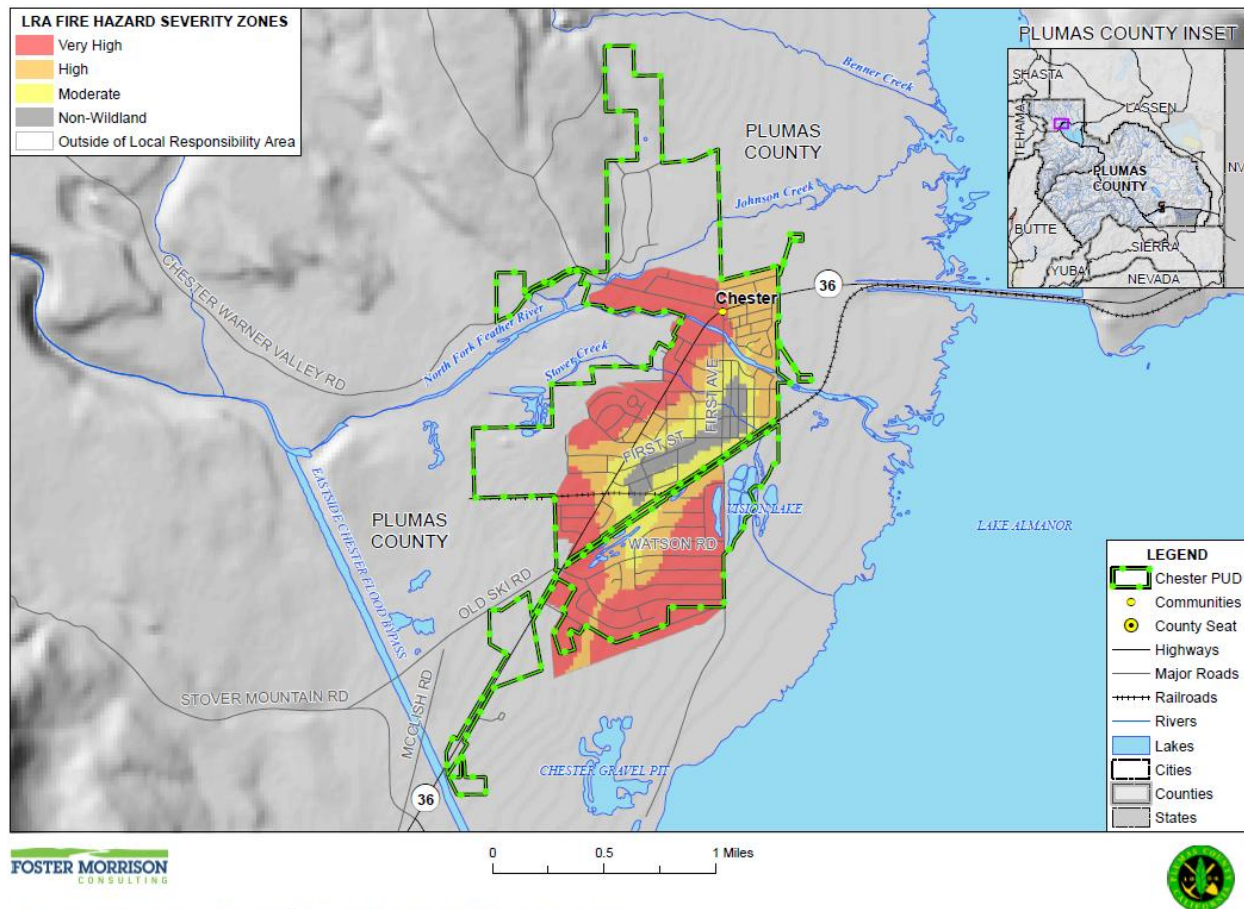 LRA FIRE HAZARD SEVERITY ZONES
Very High
High
Moderate
Non-Wildland
Outside of Local Responsibility Area
PLUMAS COUNTY INSET
SHASTA
LASSEN
TEHAMA
PLUMAS
COUNTY
NV
BUTTE
SIERRA
YUBA
NEVADA
Benner Creek
PLUMAS
COUNTY
Johnson Creek
CHESTER WARNER VALLEY RD
North Fork Feather River
Chester
36
Stover Creek
FIRST AVE
FIRST ST
EASTSIDE CHESTER FLOOD BYPASS
PLUMAS
COUNTY
VISION LAKE
LAKE ALMANOR
WATSON RD
OLD SKI RD
STOVER MOUNTAIN RD
MCCLISH RD
CHESTER GRAVEL PIT
36
LEGEND
Chester PUD
Communities
County Seat
Highways
Major Roads
Railroads
Rivers
Lakes
Cities
Counties
States
FOSTER MORRISON
CONSULTING
0 0.5 1 Miles
PLUMAS COUNTY
CALIFORNIA